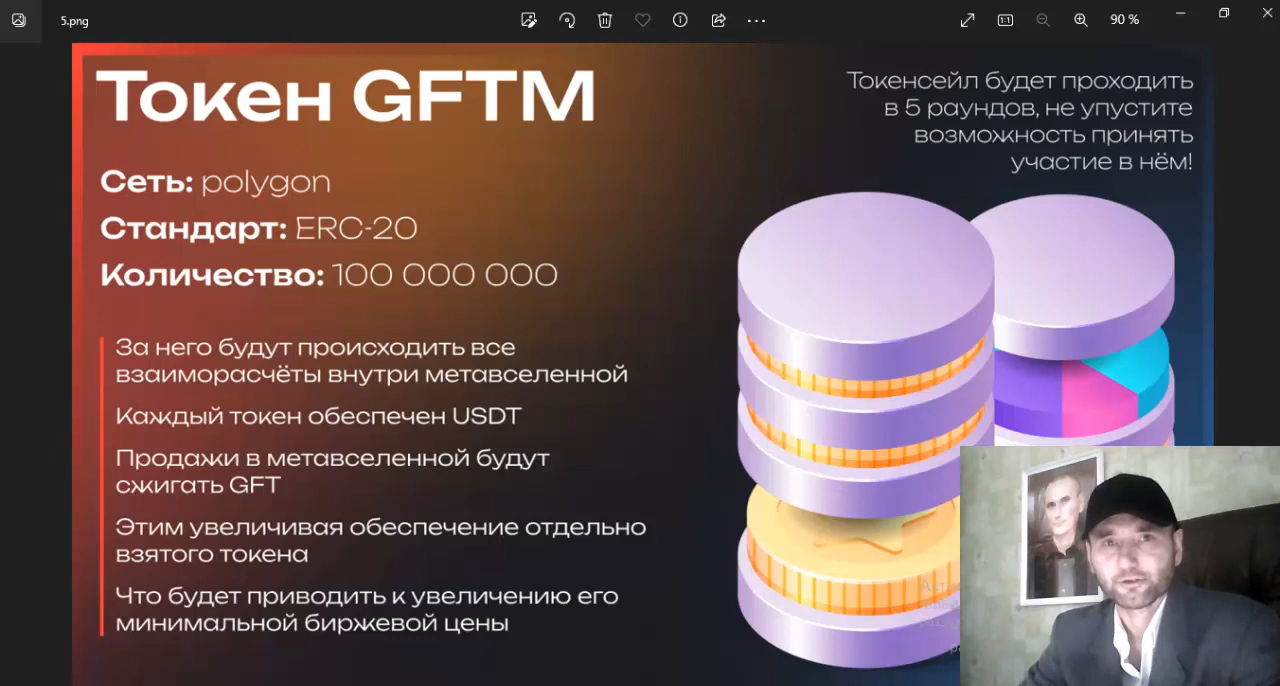 5.png
90 %
Токен GFTM
Токенсейл будет проходить
в 5 раундов, не упустите
возможность принять
участие в нём!
Сеть: polygon
Стандарт: ERC-20
Количество: 100 000 000
За него будут происходить все
взаиморасчёты внутри метавселенной
Каждый токен обеспечен USDT
Продажи в метавселенной будут
сжигать GFT
Этим увеличивая обеспечение отдельно
взятого токена
Что будет приводить к увеличению его
минимальной биржевой цены